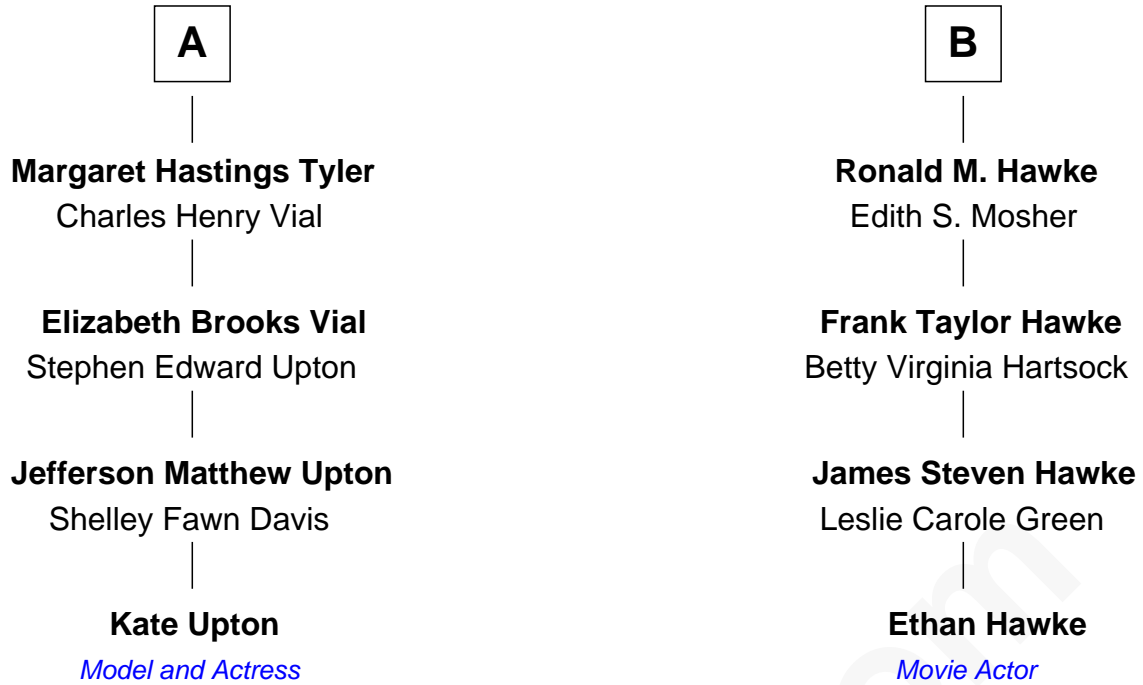 A
B
Margaret Hastings Tyler
Charles Henry Vial
Ronald M. Hawke
Edith S. Mosher
Elizabeth Brooks Vial
Stephen Edward Upton
Frank Taylor Hawke
Betty Virginia Hartsock
Jefferson Matthew Upton
Shelley Fawn Davis
James Steven Hawke
Leslie Carole Green
Kate Upton
Model and Actress
Ethan Hawke
Movie Actor